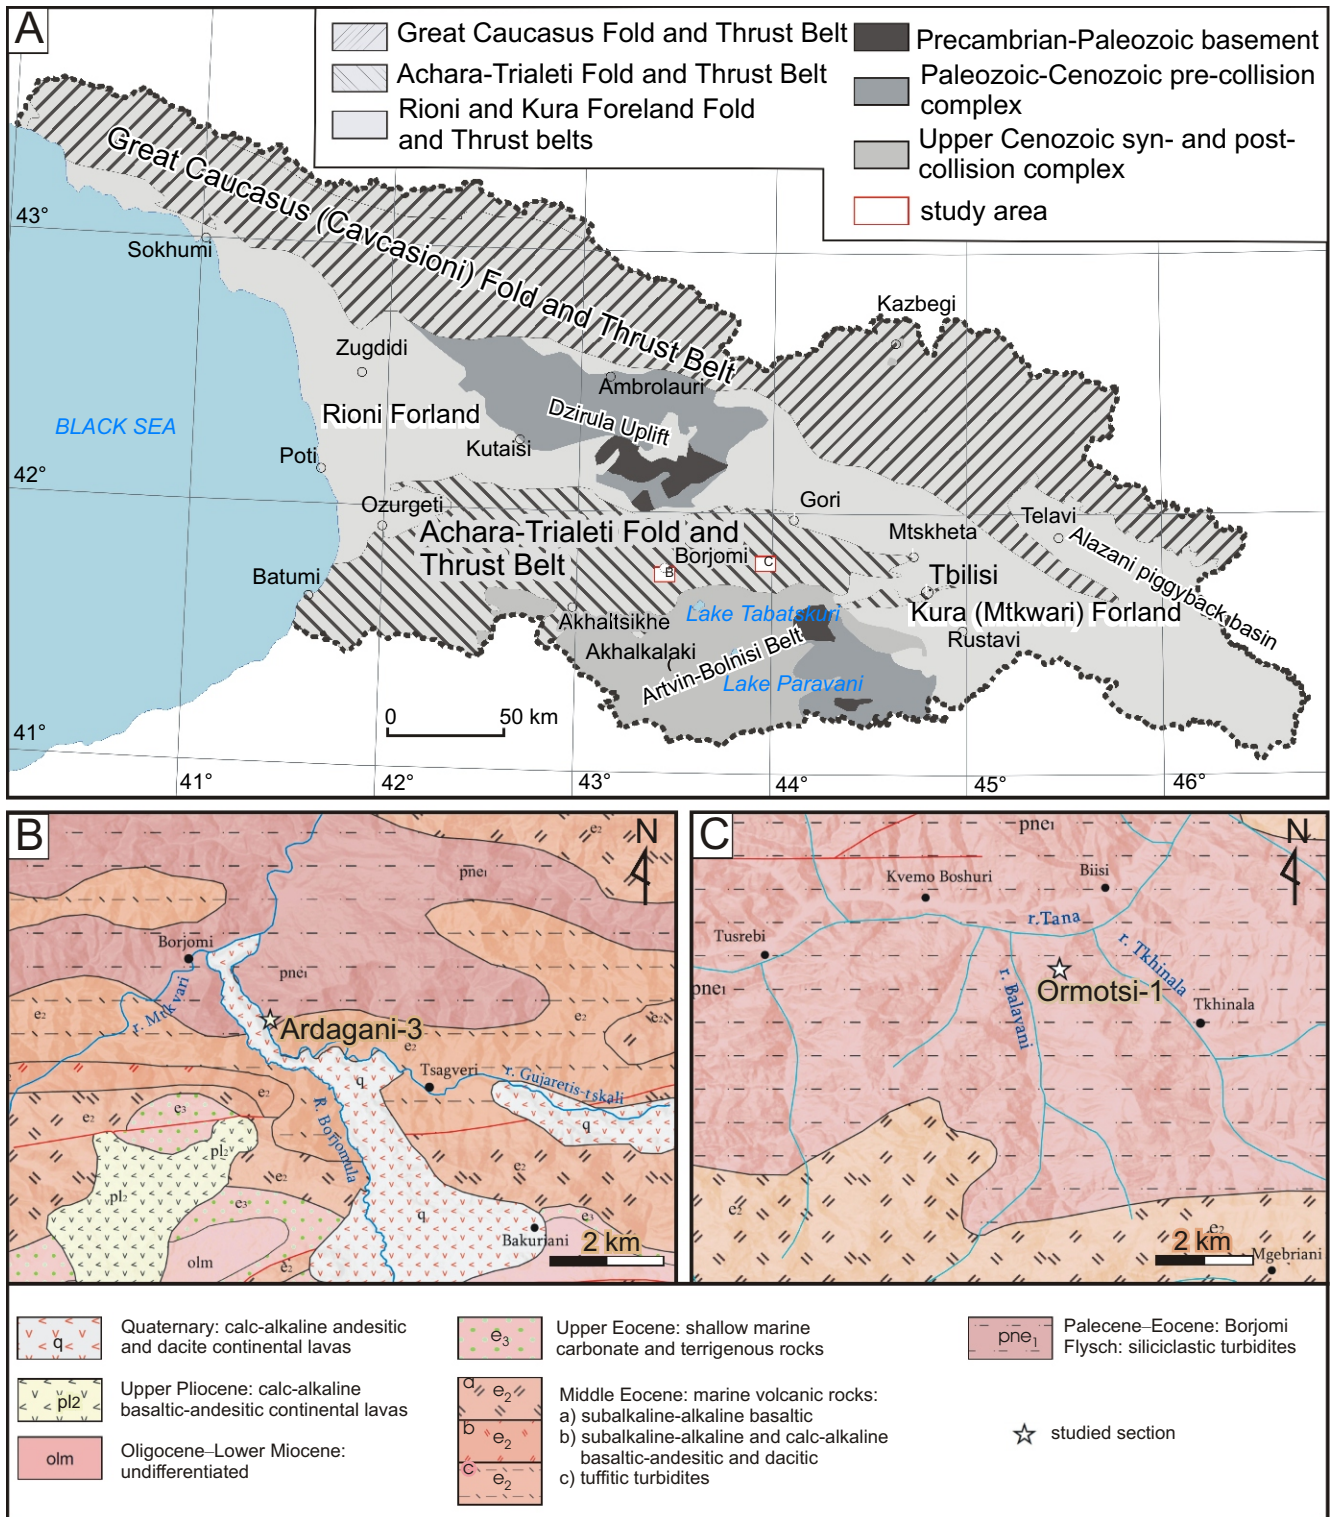 A
Great Caucasus Fold and Thrust Belt
Achara-Trialeti Fold and Thrust Belt
Rioni and Kura Foreland Fold
and Thrust belts
Precambrian-Paleozoic basement
Paleozoic-Cenozoic pre-collision
complex
Upper Cenozoic syn- and post-
collision complex
study area
Great Caucasus (Cavcasioni) Fold and Thrust Belt
43°
Sokhumi
Kazbegi
Zugdidi
Ambrolauri
Dzirula Uplift
BLACK SEA
Rioni Forland
Kutaisi
Poti
42°
Ozurgeti
Gori
Telavi
Achara-Trialeti Fold and
Thrust Belt
Mtskheta
Borjomi
B
C
Alazani piggyback basin
Batumi
Tbilisi
Lake Tabatskuri
Kura (Mtkwari) Forland
Akhaltsikhe
Rustavi
Akhalkalaki
Artvin-Bolnisi Belt
Lake Paravani
0 50 km
41°
41° 42° 43° 44° 45° 46°
B
N
e2
pne1
Borjomi
pne1
r. Mtkvari
e2
e2
e2
Ardagani-3
e2
Tsagveri
q
r. Gujaretis-tskali
e2
e2
e3
q
R. Borjomula
pl2
e2
e2
pl2
e3
q
e3
Bakuriani
olm
e2
2 km
C
N
pne1
Kvemo Boshuri
Biisi
r.Tana
Tusrebi
r. Tkhinala
r. Balavani
pne1
Ormotsi-1
Tkhinala
e2
e2
2 km
Mgebriani
q
Quaternary: calc-alkaline andesitic
and dacite continental lavas
pl2
Upper Pliocene: calc-alkaline
basaltic-andesitic continental lavas
olm
Oligocene–Lower Miocene:
undifferentiated
e3
Upper Eocene: shallow marine
carbonate and terrigenous rocks
a e2
b e2
c e2
Middle Eocene: marine volcanic rocks:
a) subalkaline-alkaline basaltic
b) subalkaline-alkaline and calc-alkaline
basaltic-andesitic and dacitic
c) tuffitic turbidites
pne1
Palecene–Eocene: Borjomi
Flysch: siliciclastic turbidites
studied section